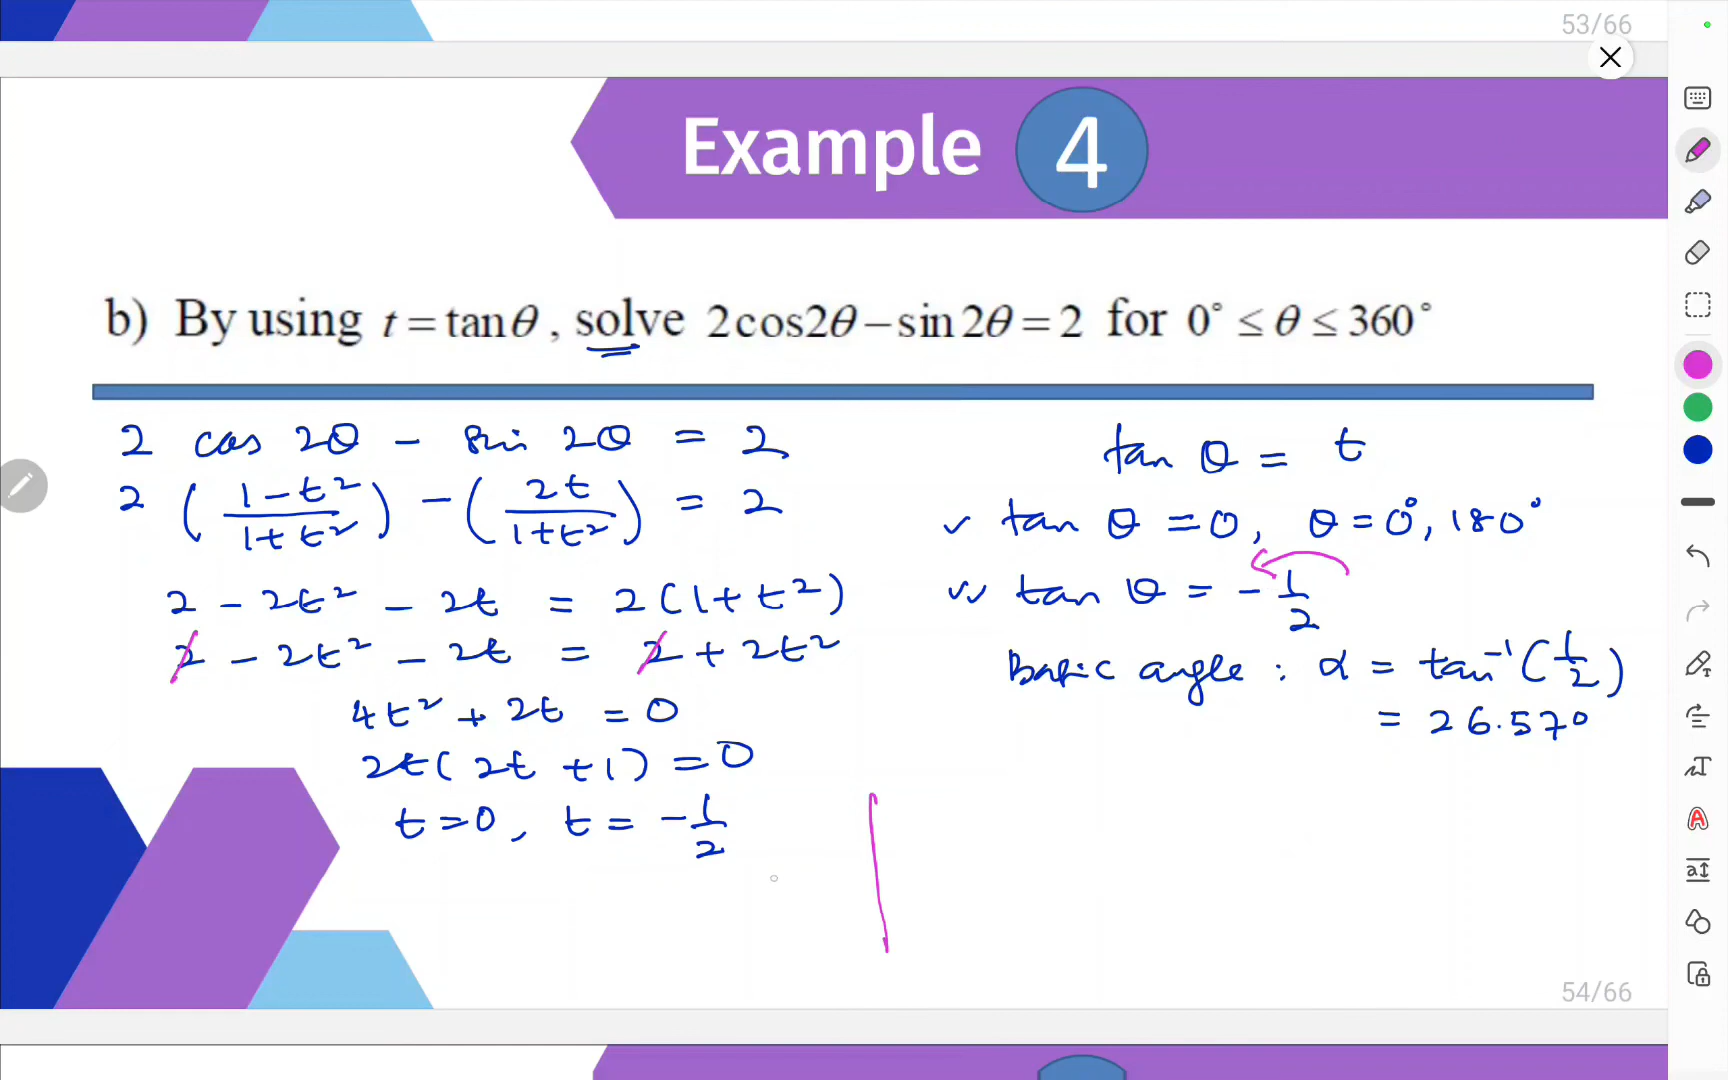 53/66
Example 4
b) By using t = tanθ , solve 2cos2θ – sin2θ = 2 for 0° ≤ θ ≤ 360°
2 cos 2θ - sin 2θ = 2
2 ( 1-t² / 1+t² ) - ( 2t / 1+t² ) = 2
2 - 2t² - 2t = 2(1+t²)
2 - 2t² - 2t = 2 + 2t²
4t² + 2t = 0
2t( 2t +1) = 0
t=0, t = -1/2
tan θ = t
✓ tan θ = 0, θ = 0°, 180°
✓✓ tan θ = -1/2
Basic angle : α = tan⁻¹(1/2)
= 26.57°
54/66